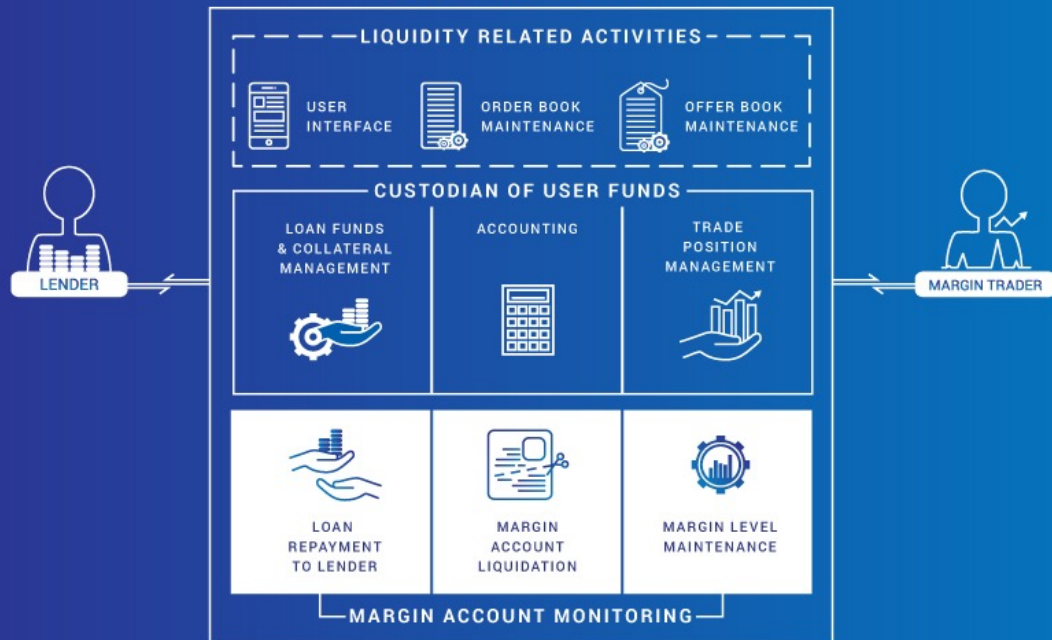 LIQUIDITY RELATED ACTIVITIES
USER
INTERFACE
ORDER BOOK
MAINTENANCE
OFFER BOOK
MAINTENANCE
CUSTODIAN OF USER FUNDS
LOAN FUNDS
& COLLATERAL
MANAGEMENT
ACCOUNTING
TRADE
POSITION
MANAGEMENT
LENDER
MARGIN TRADER
LOAN
REPAYMENT
TO LENDER
MARGIN
ACCOUNT
LIQUIDATION
MARGIN LEVEL
MAINTENANCE
MARGIN ACCOUNT MONITORING